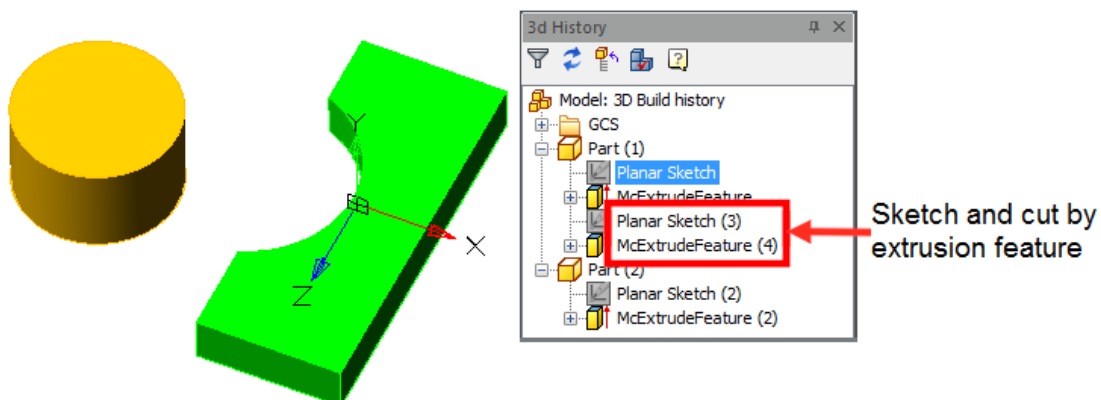 3d History
Model: 3D Build history
GCS
Part (1)
Planar Sketch
McExtrudeFeature
Planar Sketch (3)
McExtrudeFeature (4)
Part (2)
Planar Sketch (2)
McExtrudeFeature (2)
Sketch and cut by
extrusion feature
Y
X
Z